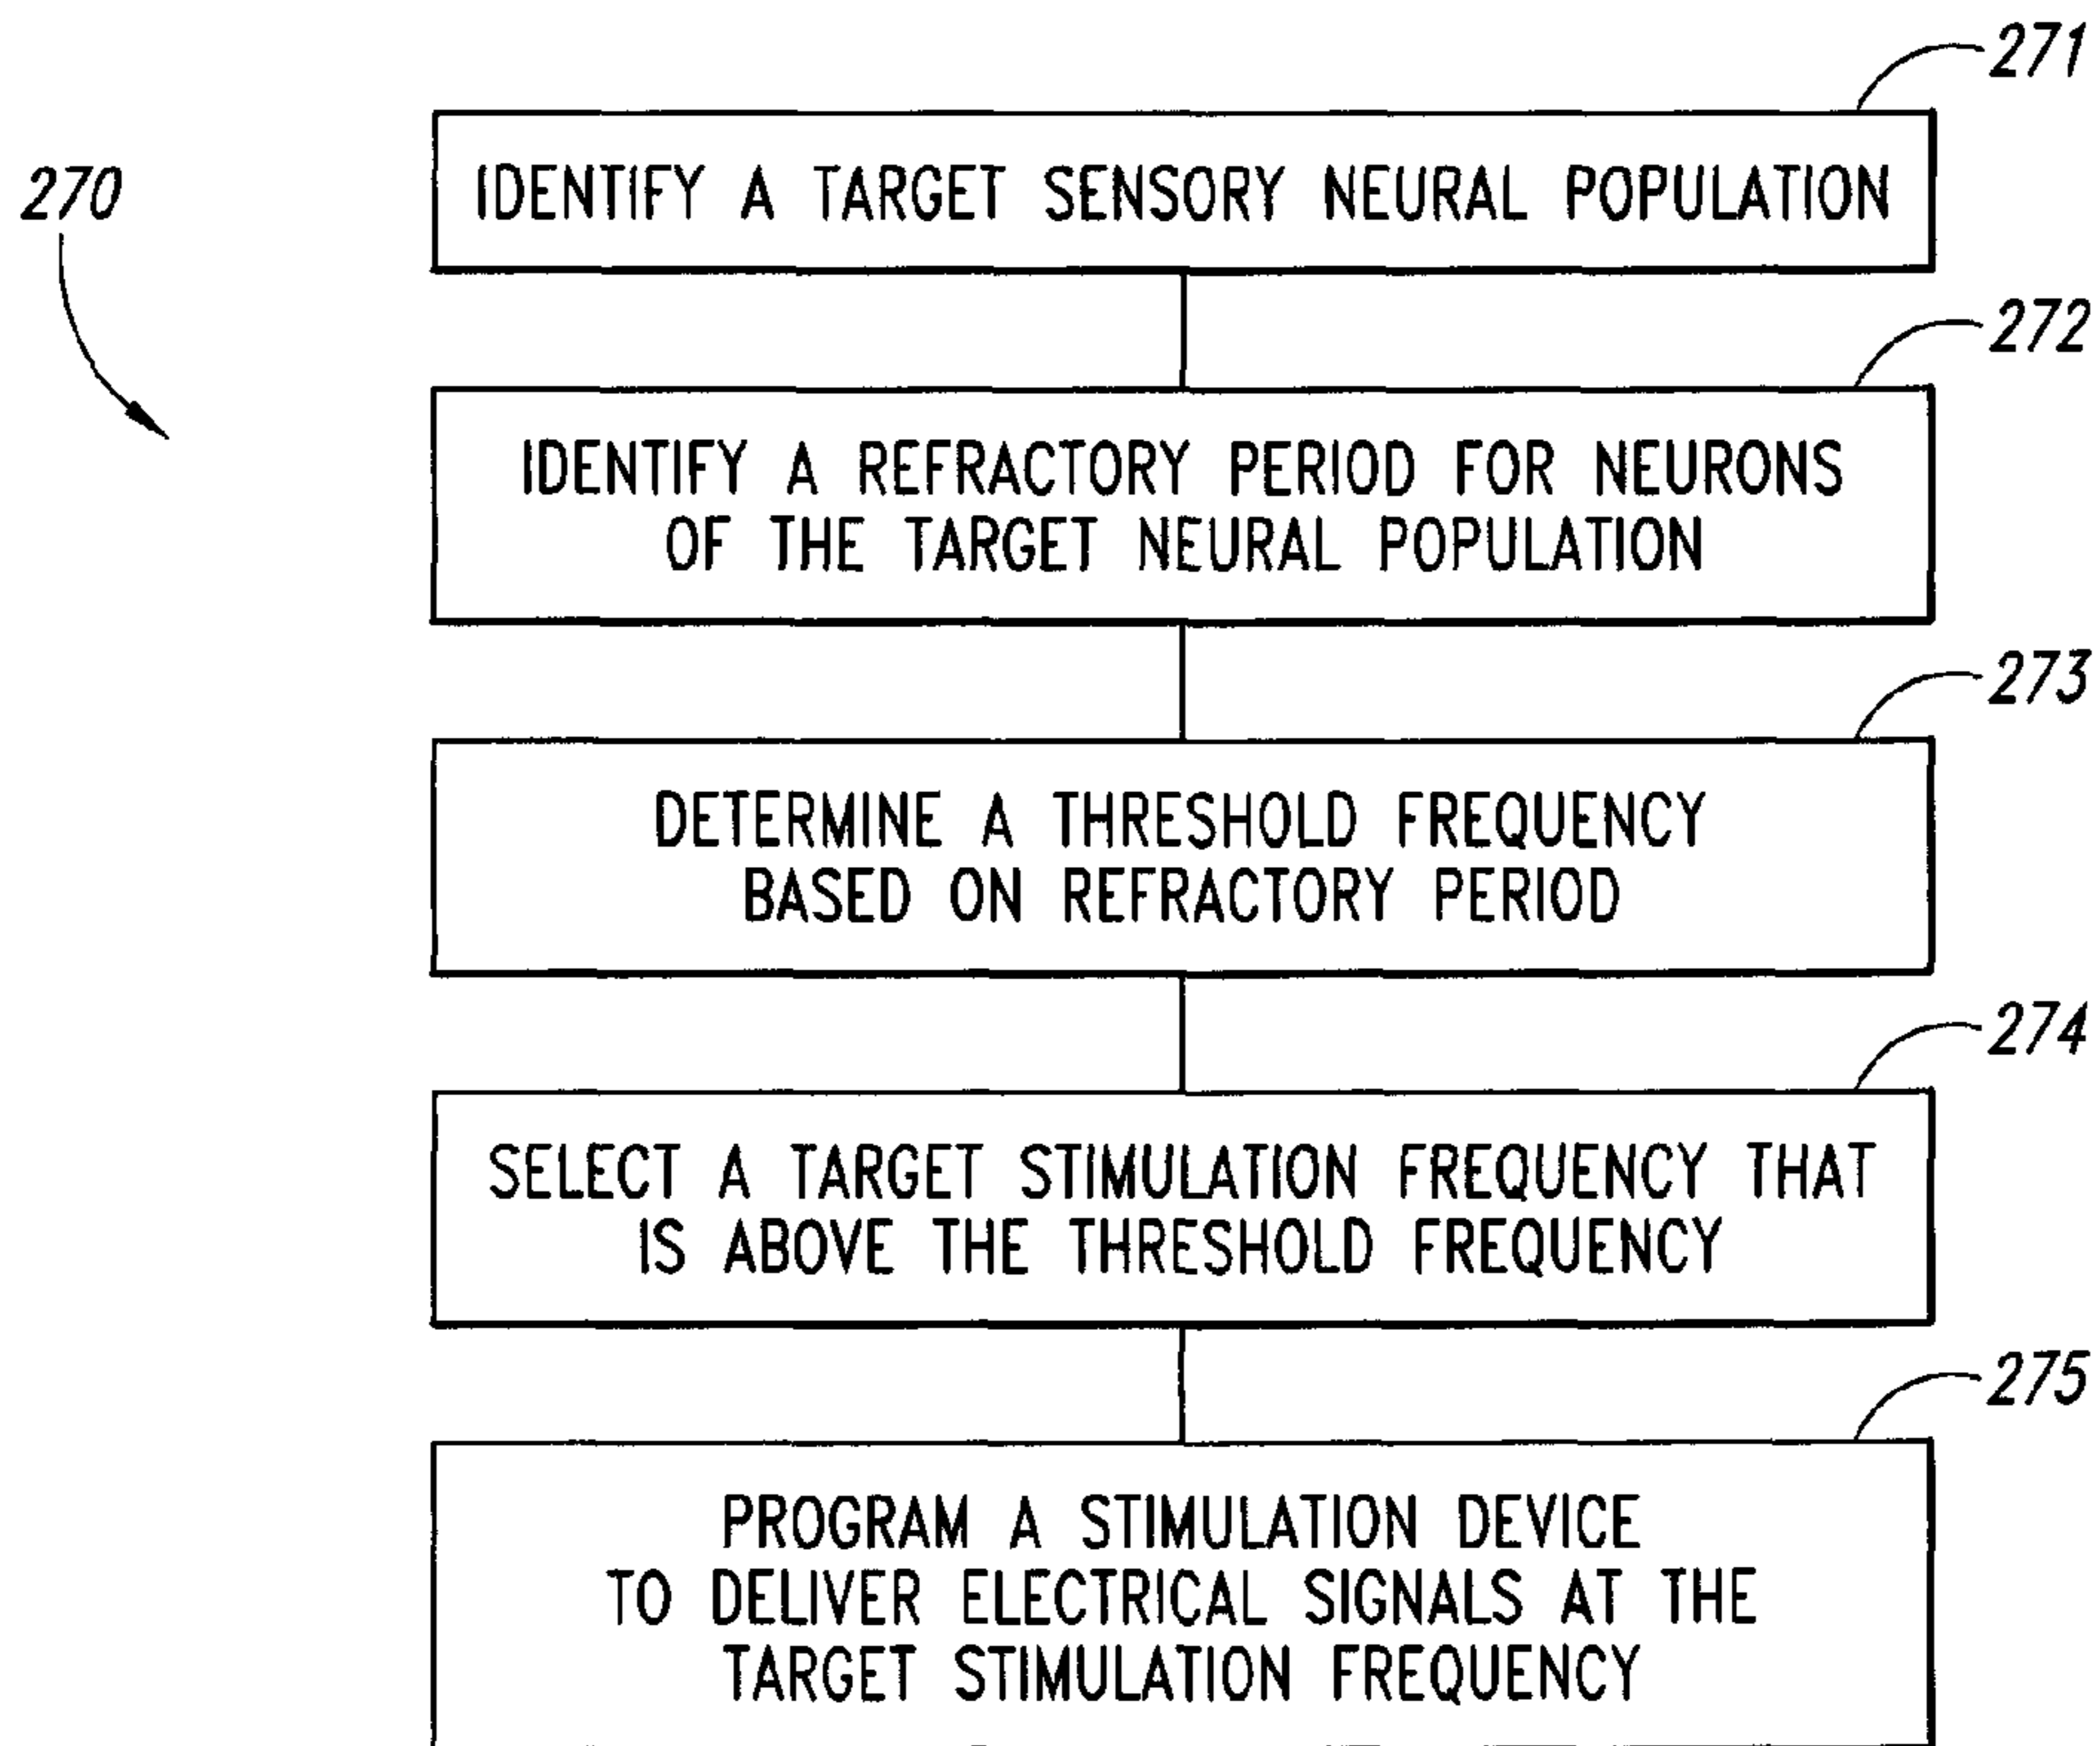 271
270
IDENTIFY A TARGET SENSORY NEURAL POPULATION
272
IDENTIFY A REFRACTORY PERIOD FOR NEURONS
OF THE TARGET NEURAL POPULATION
273
DETERMINE A THRESHOLD FREQUENCY
BASED ON REFRACTORY PERIOD
274
SELECT A TARGET STIMULATION FREQUENCY THAT
IS ABOVE THE THRESHOLD FREQUENCY
275
PROGRAM A STIMULATION DEVICE
TO DELIVER ELECTRICAL SIGNALS AT THE
TARGET STIMULATION FREQUENCY